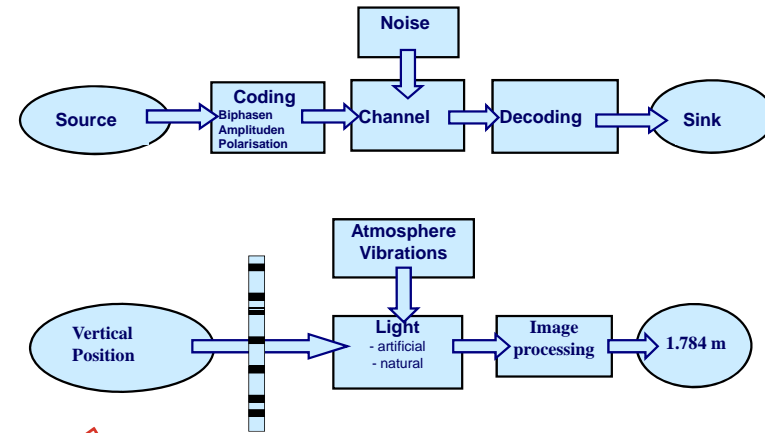 Noise
Source
Coding
Biphasen
Amplituden
Polarisation
Channel
Decoding
Sink
Atmosphere
Vibrations
Vertical
Position
Light
- artificial
- natural
Image
processing
1.784 m